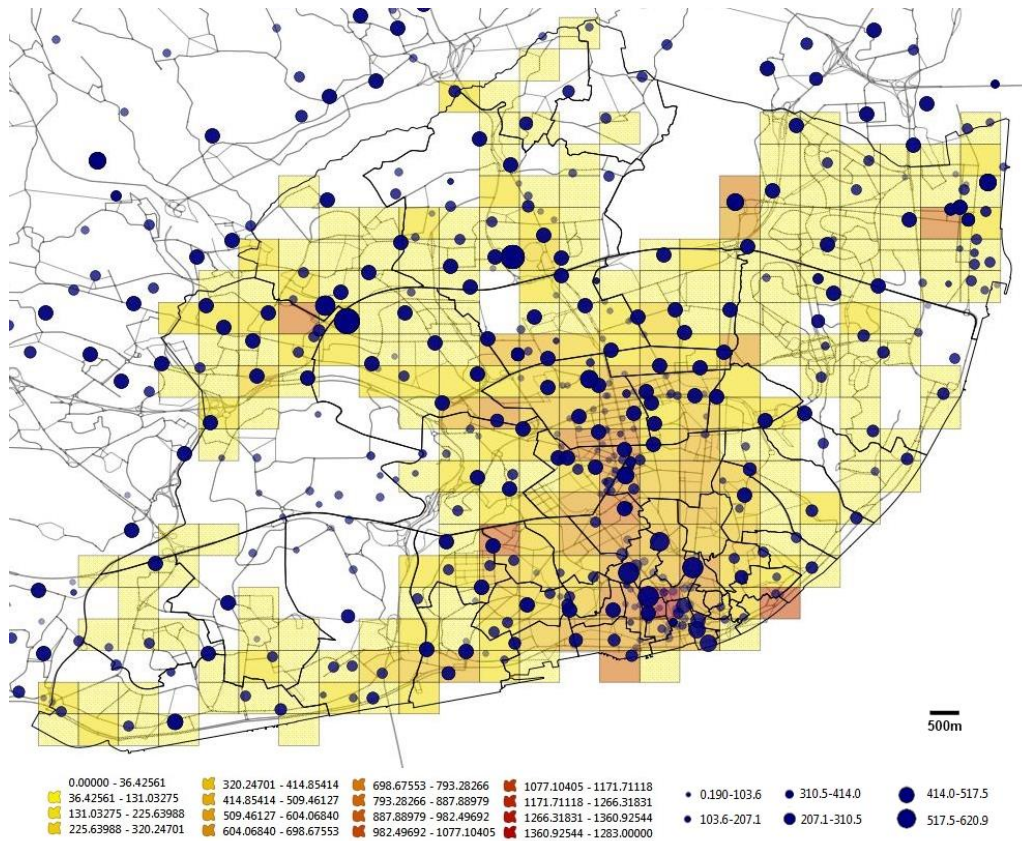 500m
0.00000 - 36.42561
36.42561 - 131.03275
131.03275 - 225.63988
225.63988 - 320.24701
320.24701 - 414.85414
414.85414 - 509.46127
509.46127 - 604.06840
604.06840 - 698.67553
698.67553 - 793.28266
793.28266 - 887.88979
887.88979 - 982.49692
982.49692 - 1077.10405
1077.10405 - 1171.71118
1171.71118 - 1266.31831
1266.31831 - 1360.92544
1360.92544 - 1283.00000
0.190-103.6
103.6-207.1
310.5-414.0
207.1-310.5
414.0-517.5
517.5-620.9